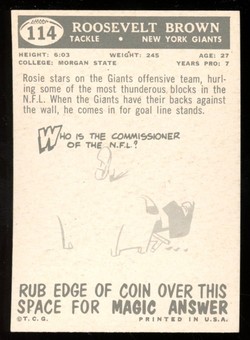 114
ROOSEVELT BROWN
TACKLE • NEW YORK GIANTS
HEIGHT: 6:03 WEIGHT: 245 AGE: 27
COLLEGE: MORGAN STATE YEARS PRO: 7
Rosie stars on the Giants offensive team, hurl-
ing some of the most thunderous blocks in the
N.F.L. When the Giants have their backs against
the wall, he comes in for goal line stands.
WHO IS THE COMMISSIONER
OF THE N.F.L.?
RUB EDGE OF COIN OVER THIS
SPACE FOR MAGIC ANSWER
©T.C.G. PRINTED IN U.S.A.